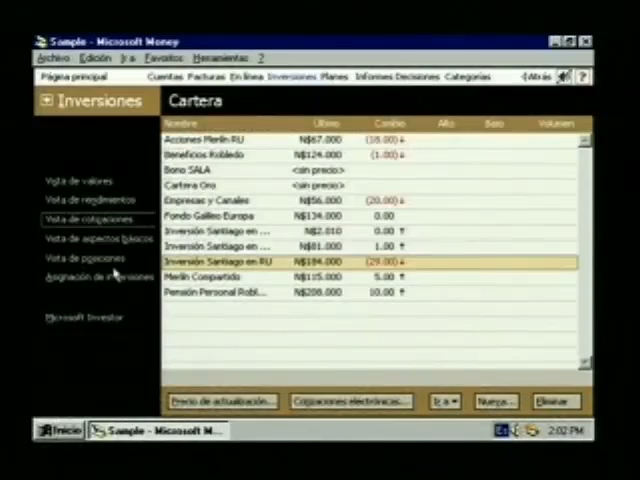 Sample - Microsoft Money
Archivo Edición Ir a Favoritos Herramientas ?
Página principal Cuentas Facturas En línea Inversiones Planes Informes Decisiones Categorías Atrás ?
Inversiones
Cartera
Nombre Último Cambio Alto Bajo Volumen
Acciones Merlín RU N$67.000 (18.00)
Beneficios Robledo N$124.000 (1.00)
Bono SALA <sin precio>
Cartera Oro <sin precio>
Empresas y Canales N$56.000 (20.00)
Fondo Galileo Europa N$134.000 0.00
Inversión Santiago en ... N$2.010 0.00
Inversión Santiago en ... N$81.000 1.00
Inversión Santiago en RU N$184.000 (29.00)
Merlín Compartido N$115.000 5.00
Pensión Personal Robl... N$208.000 10.00
Vista de valores
Vista de rendimientos
Vista de cotizaciones
Vista de aspectos básicos
Vista de posiciones
Asignación de inversiones
Microsoft Investor
Precio de actualización... Cotizaciones electrónicas... Ir a Nueva... Eliminar
Inicio Sample - Microsoft M... En 2:02 PM